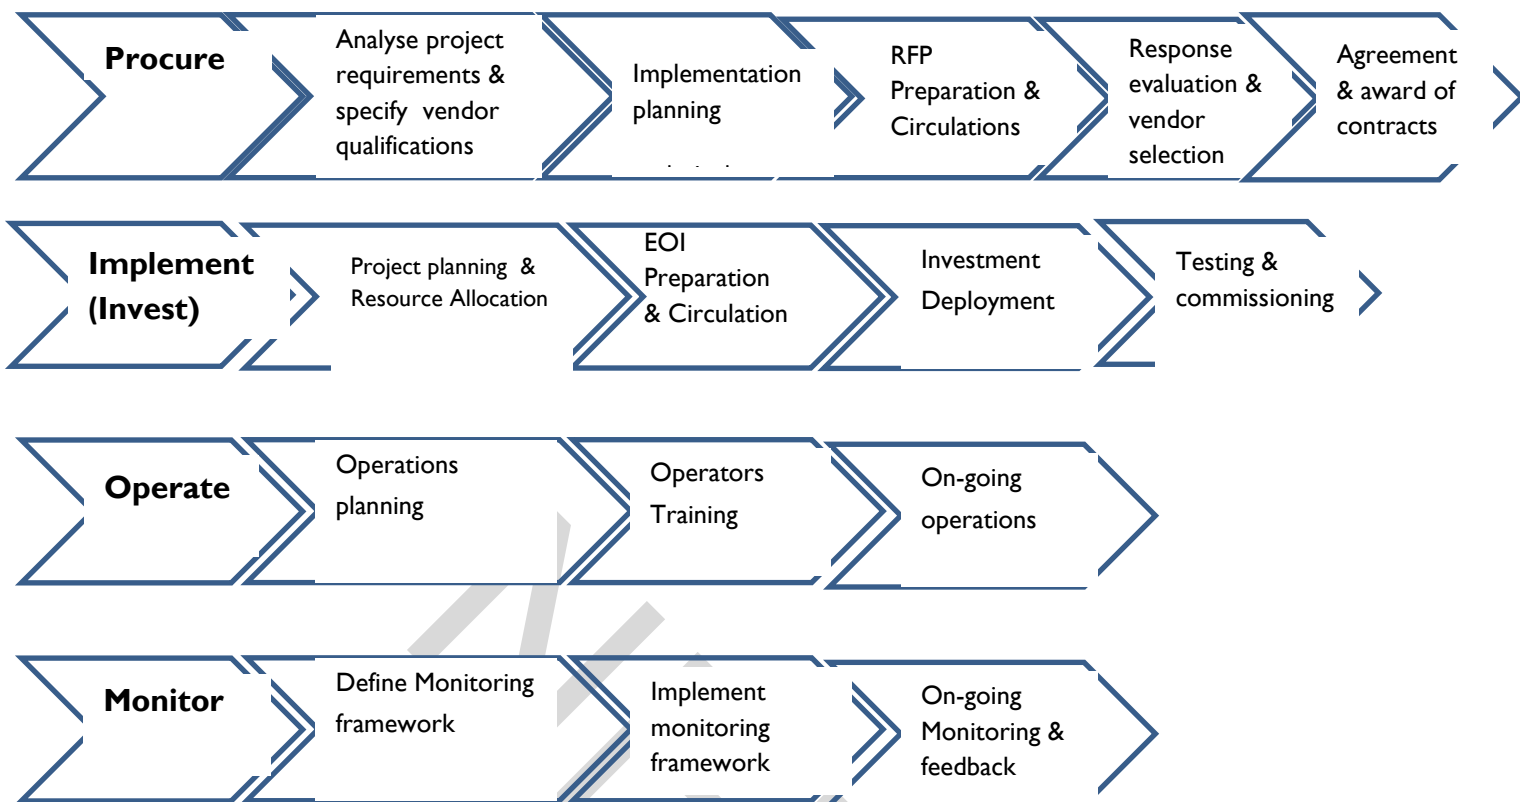 Procure
Analyse project
requirements &
specify vendor
qualifications
Implementation
planning
RFP
Preparation &
Circulations
Response
evaluation &
vendor
selection
Agreement
& award of
contracts
Implement
(Invest)
Project planning &
Resource Allocation
EOI
Preparation
& Circulation
Investment
Deployment
Testing &
commissioning
Operate
Operations
planning
Operators
Training
On-going
operations
Monitor
Define Monitoring
framework
Implement
monitoring
framework
On-going
Monitoring &
feedback